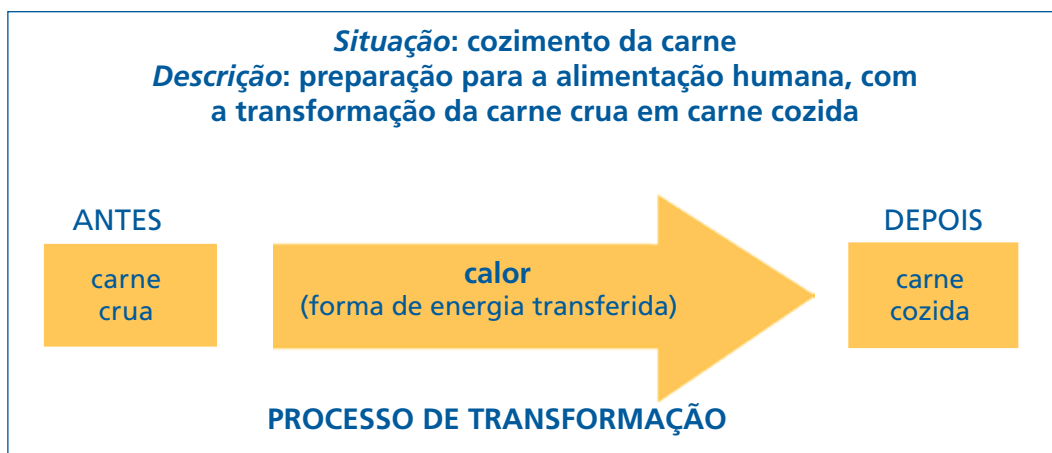 Situação: cozimento da carne
Descrição: preparação para a alimentação humana, com
a transformação da carne crua em carne cozida
ANTES
carne
crua
calor
(forma de energia transferida)
DEPOIS
carne
cozida
PROCESSO DE TRANSFORMAÇÃO